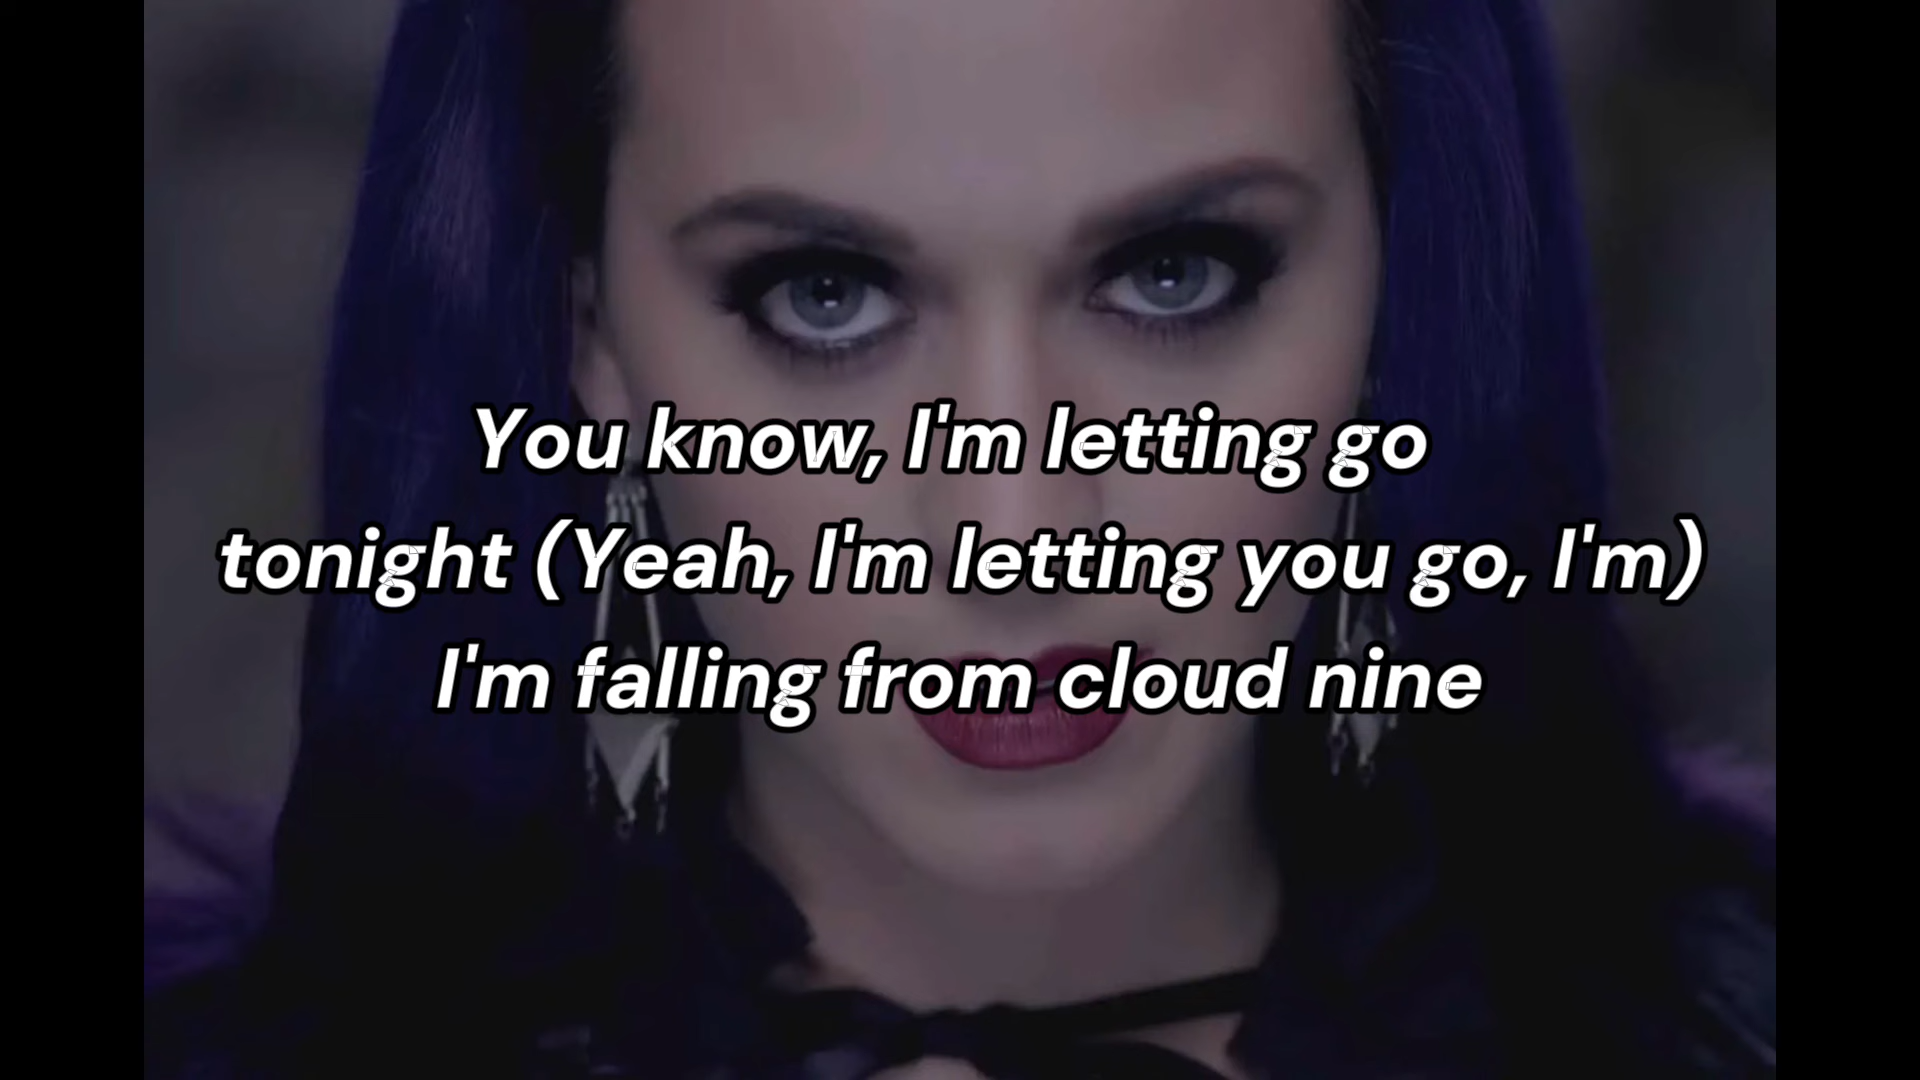 You know, I'm letting go
tonight (Yeah, I'm letting you go, I'm)
I'm falling from cloud nine